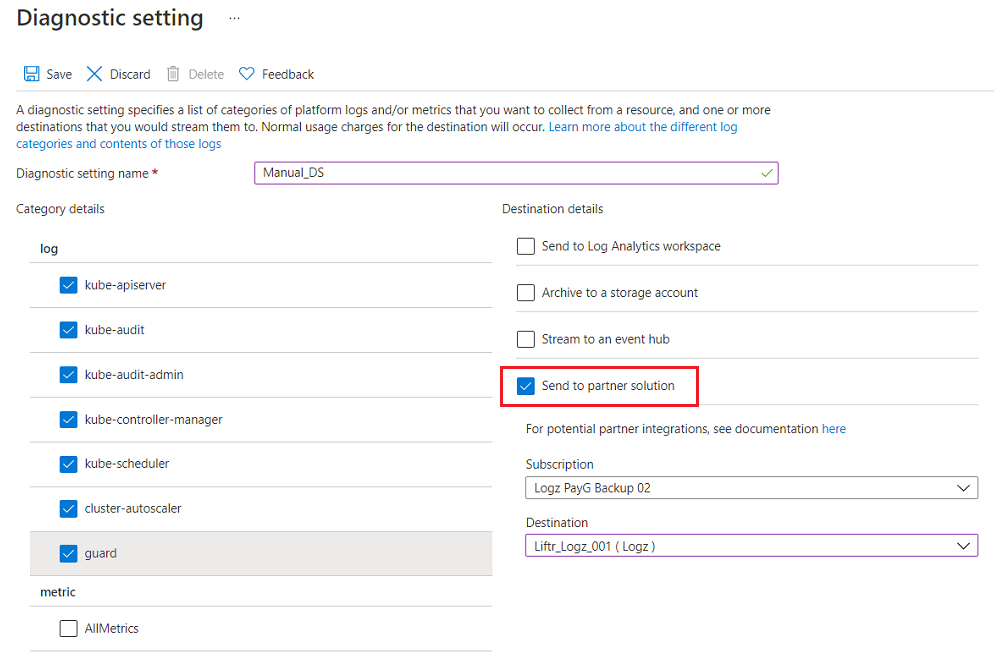 Diagnostic setting ...
Save Discard Delete Feedback
A diagnostic setting specifies a list of categories of platform logs and/or metrics that you want to collect from a resource, and one or more
destinations that you would stream them to. Normal usage charges for the destination will occur. Learn more about the different log
categories and contents of those logs
Diagnostic setting name * Manual_DS
Category details
log
kube-apiserver
kube-audit
kube-audit-admin
kube-controller-manager
kube-scheduler
cluster-autoscaler
guard
metric
AllMetrics
Destination details
Send to Log Analytics workspace
Archive to a storage account
Stream to an event hub
Send to partner solution
For potential partner integrations, see documentation here
Subscription
Logz PayG Backup 02
Destination
Liftr_Logz_001 ( Logz )